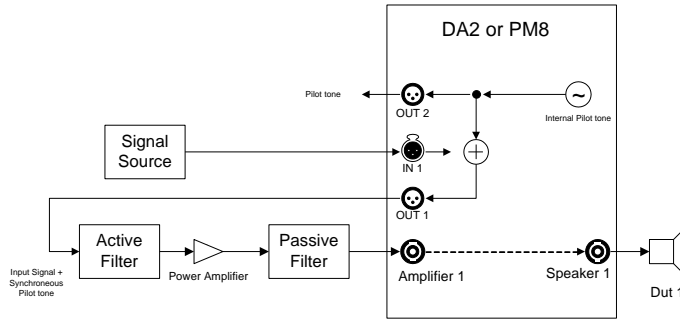 DA2 or PM8
Pilot tone
OUT 2
~
Internal Pilot tone
Signal
Source
IN 1
+
OUT 1
Active
Filter
Power Amplifier
Passive
Filter
Input Signal +
Synchroneous
Pilot tone
Amplifier 1
Speaker 1
Dut 1